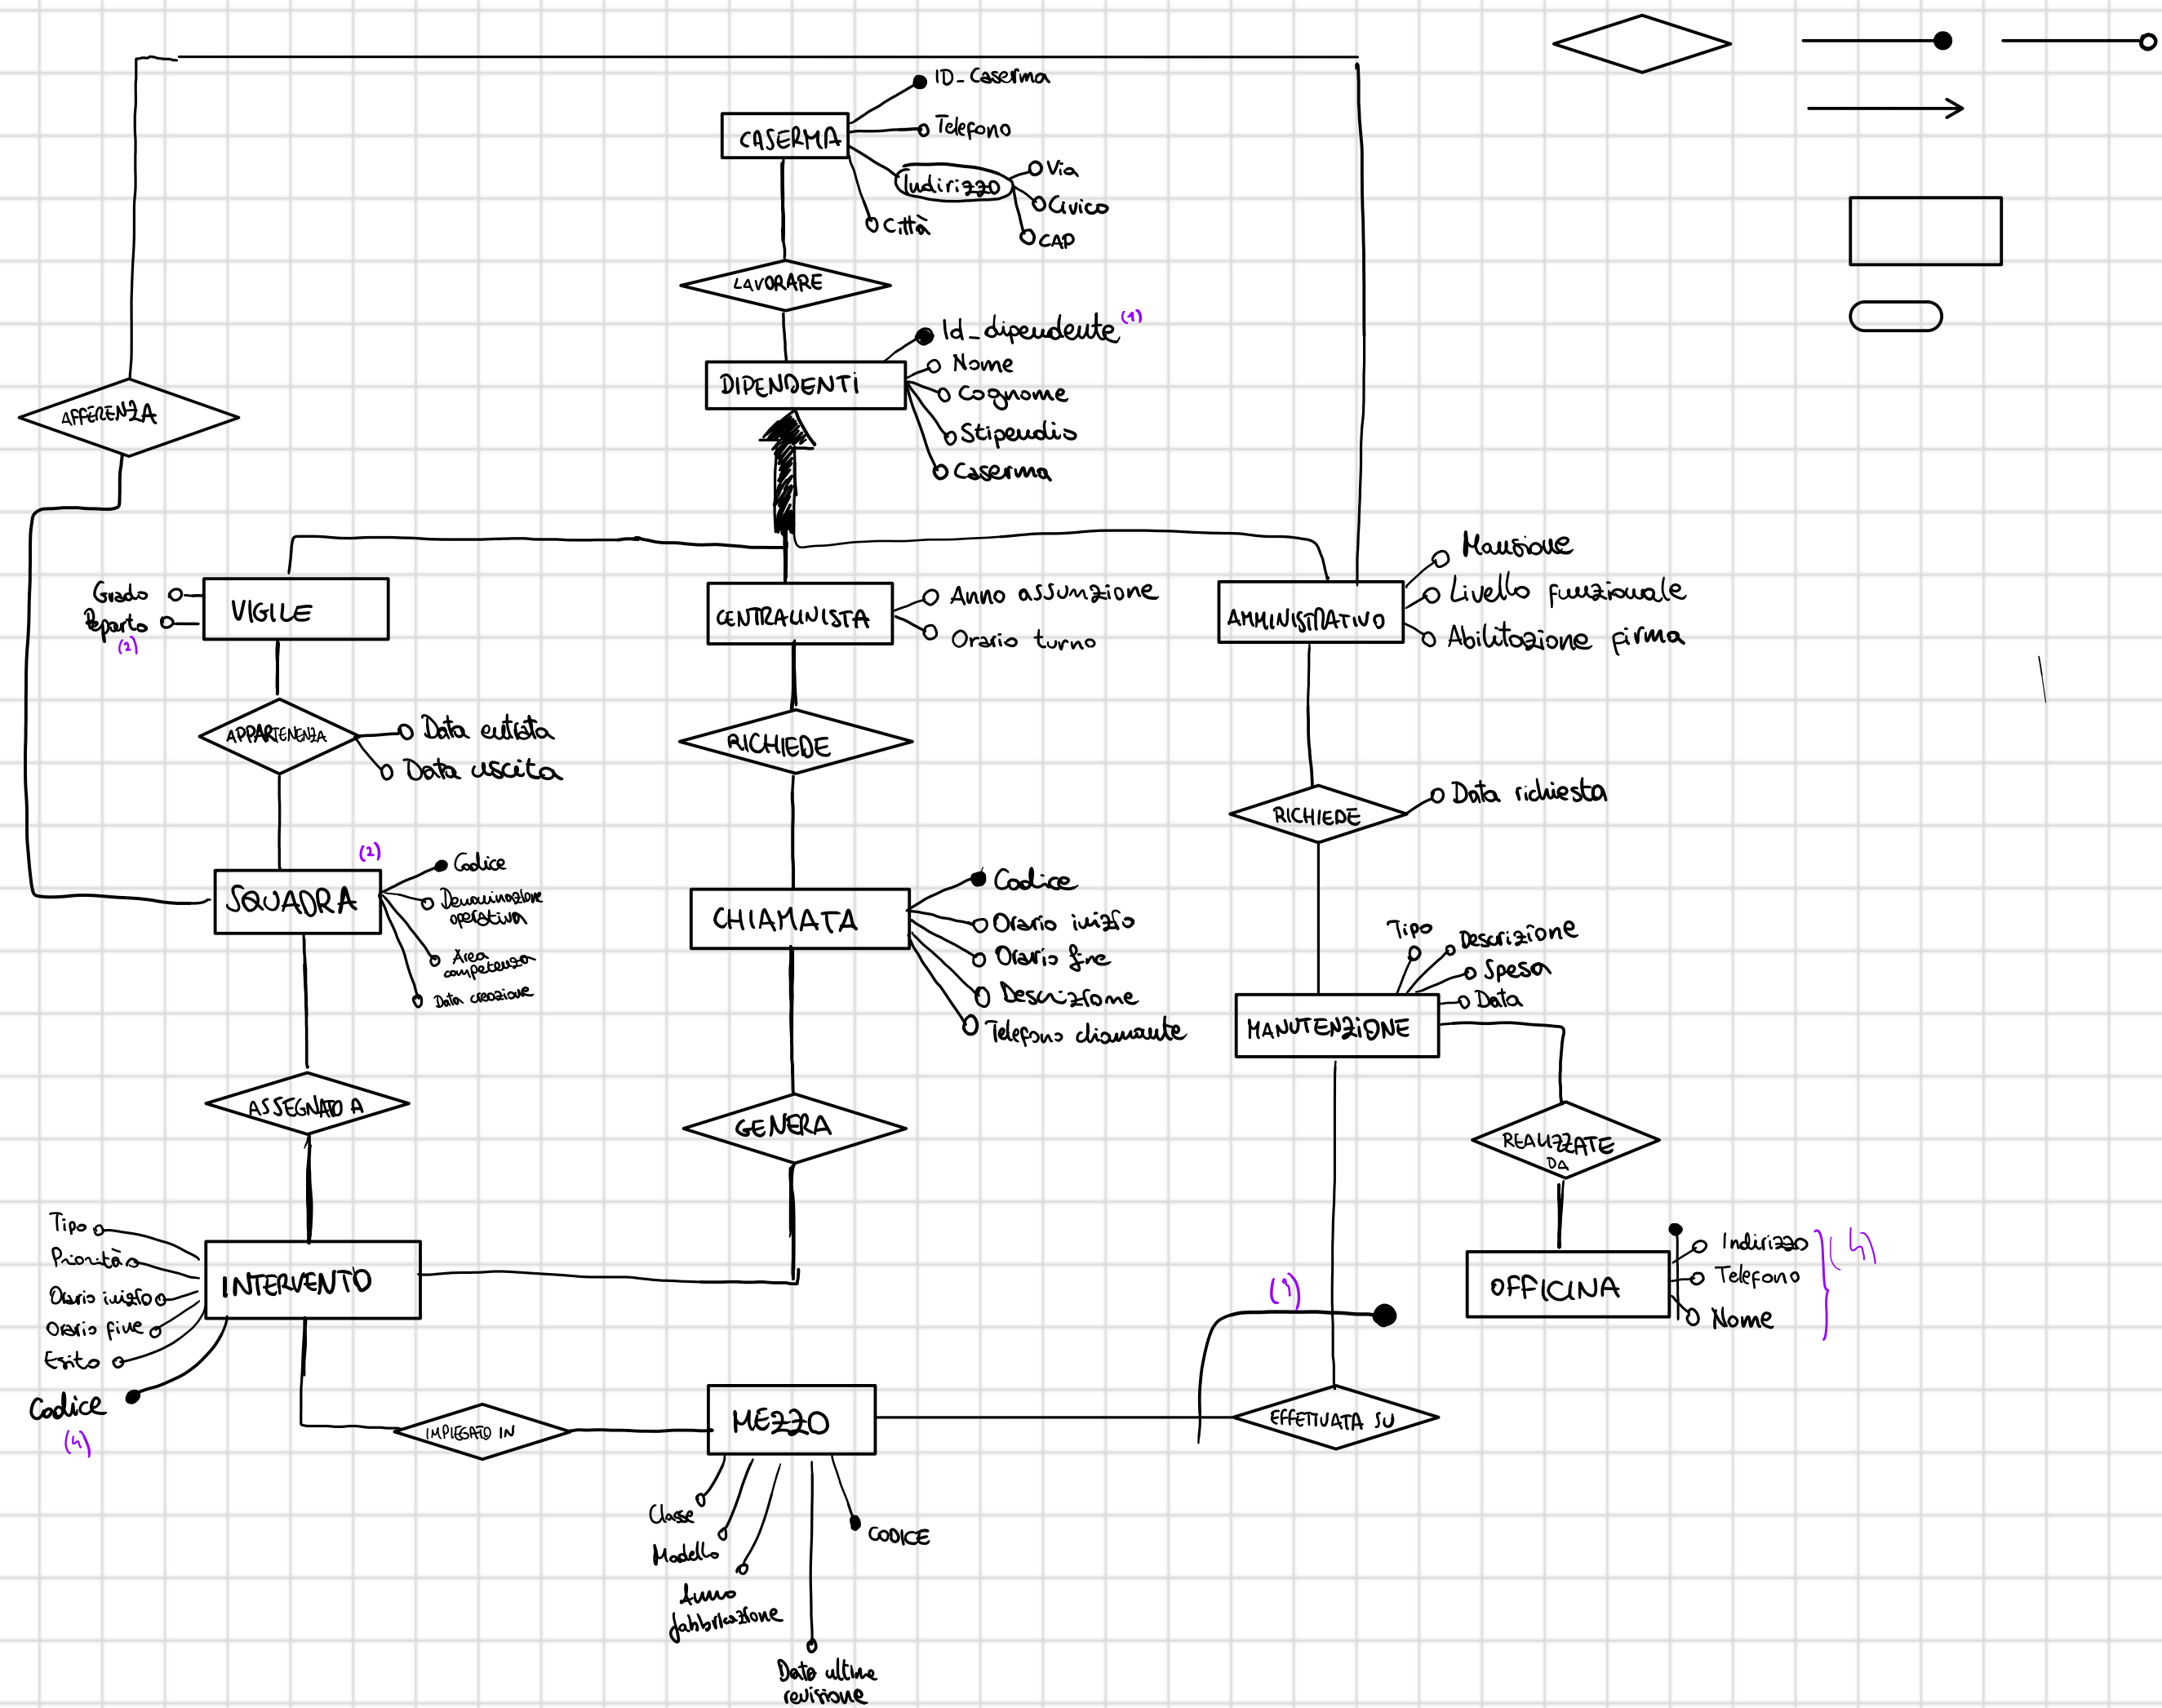 ID_Caserma
CASERMA
Telefono
Indirizzo
Via
Civico
CAP
Città
LAVORARE
Id_dipendente (1)
DIPENDENTI
Nome
Cognome
Stipendio
Caserma
AFFERENZA
Grado
Reparto
(2)
VIGILE
CENTRALINISTA
Anno assunzione
Orario turno
AMMINISTRATIVO
Mansione
Livello funzionale
Abilitazione firma
APPARTENENZA
Data entrata
Data uscita
RICHIEDE
RICHIEDE
Data richiesta
(2)
SQUADRA
Codice
Denominazione
operativa
Area
competenza
Data creazione
CHIAMATA
Codice
Orario inizio
Orario fine
Descrizione
Telefono chiamante
Tipo
Descrizione
Spesa
Data
MANUTENZIONE
ASSEGNATO A
GENERA
REALIZZATE
DA
Tipo
Priorità
Orario inizio
Orario fine
Esito
Codice
(4)
INTERVENTO
OFFICINA
Indirizzo
Telefono
Nome
(4)
IMPIEGATO IN
MEZZO
EFFETTUATA SU
Classe
Modello
Anno
fabbricazione
Data ultima
revisione
CODICE